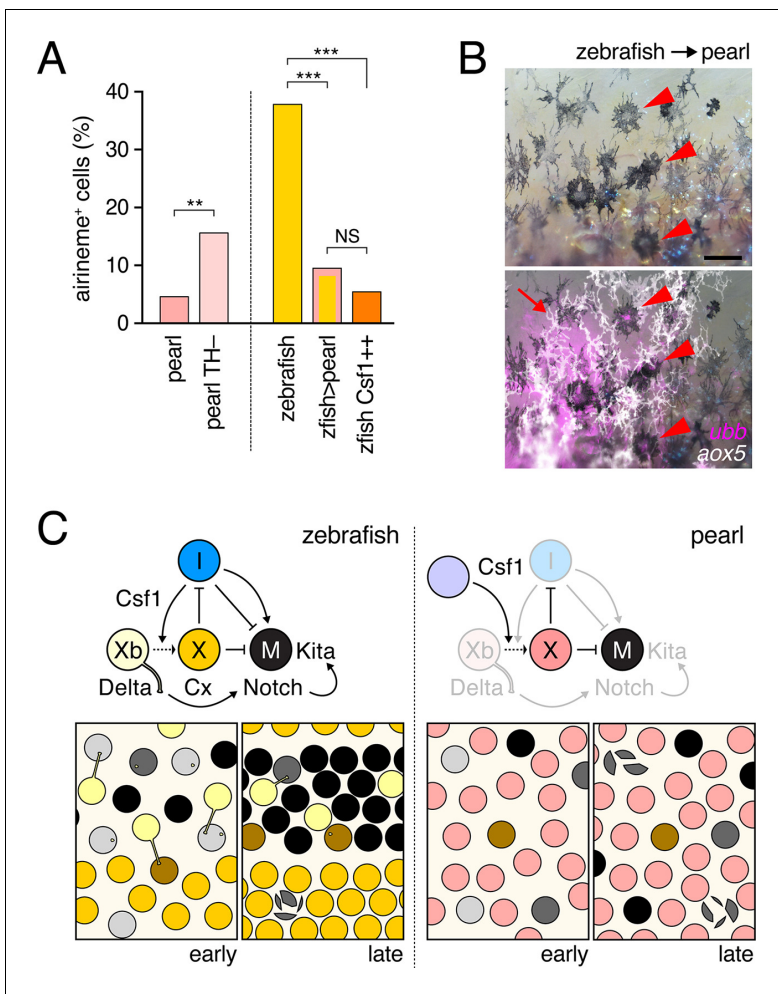 A
airineme+ cells (%)
40
30
20
10
0
**
***
***
NS
pearl
pearl TH–
zebrafish
zfish>pearl
zfish Csf1++
B
zebrafish → pearl
ubb
aox5
C
zebrafish
I
Csf1
Xb
X
M
Kita
Delta
Cx
Notch
early
late
pearl
Csf1
I
Xb
X
M
Kita
Delta
Notch
early
late